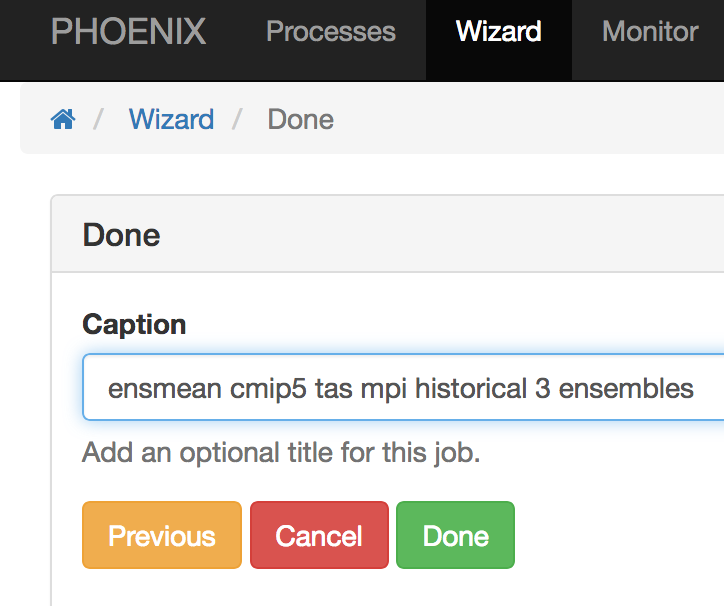 PHOENIX Processes Wizard Monitor
/ Wizard / Done
Done
Caption
ensmean cmip5 tas mpi historical 3 ensembles
Add an optional title for this job.
Previous Cancel Done